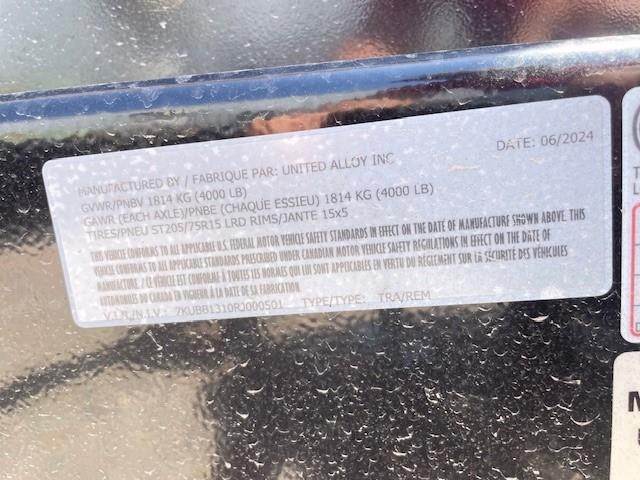 MANUFACTURED BY / FABRIQUE PAR: UNITED ALLOY INC DATE: 06/2024
GVWR/PNBV 1814 KG (4000 LB)
GAWR (EACH AXLE)/PNBE (CHAQUE ESSIEU) 1814 KG (4000 LB)
TIRES/PNEU ST205/75R15 LRD RIMS/JANTE 15x5
THIS VEHICLE CONFORMS TO ALL APPLICABLE U.S. FEDERAL MOTOR VEHICLE SAFETY STANDARDS IN EFFECT ON THE DATE OF MANUFACTURE SHOWN ABOVE. THIS
VEHICLE CONFORMS TO ALL APPLICABLE STANDARDS PRESCRIBED UNDER CANADIAN MOTOR VEHICLE SAFETY REGULATIONS IN EFFECT ON THE DATE OF
MANUFACTURE. / CE VÉHICLE EST CONFORME À TOUTES LES NORMES QUI LUI SONT APPLICABLES EN VERTU DU RÈGLEMENT SUR LA SÉCURITÉ DES VÉHICULES
AUTOMOBILES DU CANADA EN VIGUEUR À LA DATE DE SA FABRICATION
V.I.N./N.I.V.: 7KUBB1310RJ000501 TYPE/TYPE: TRA/REM